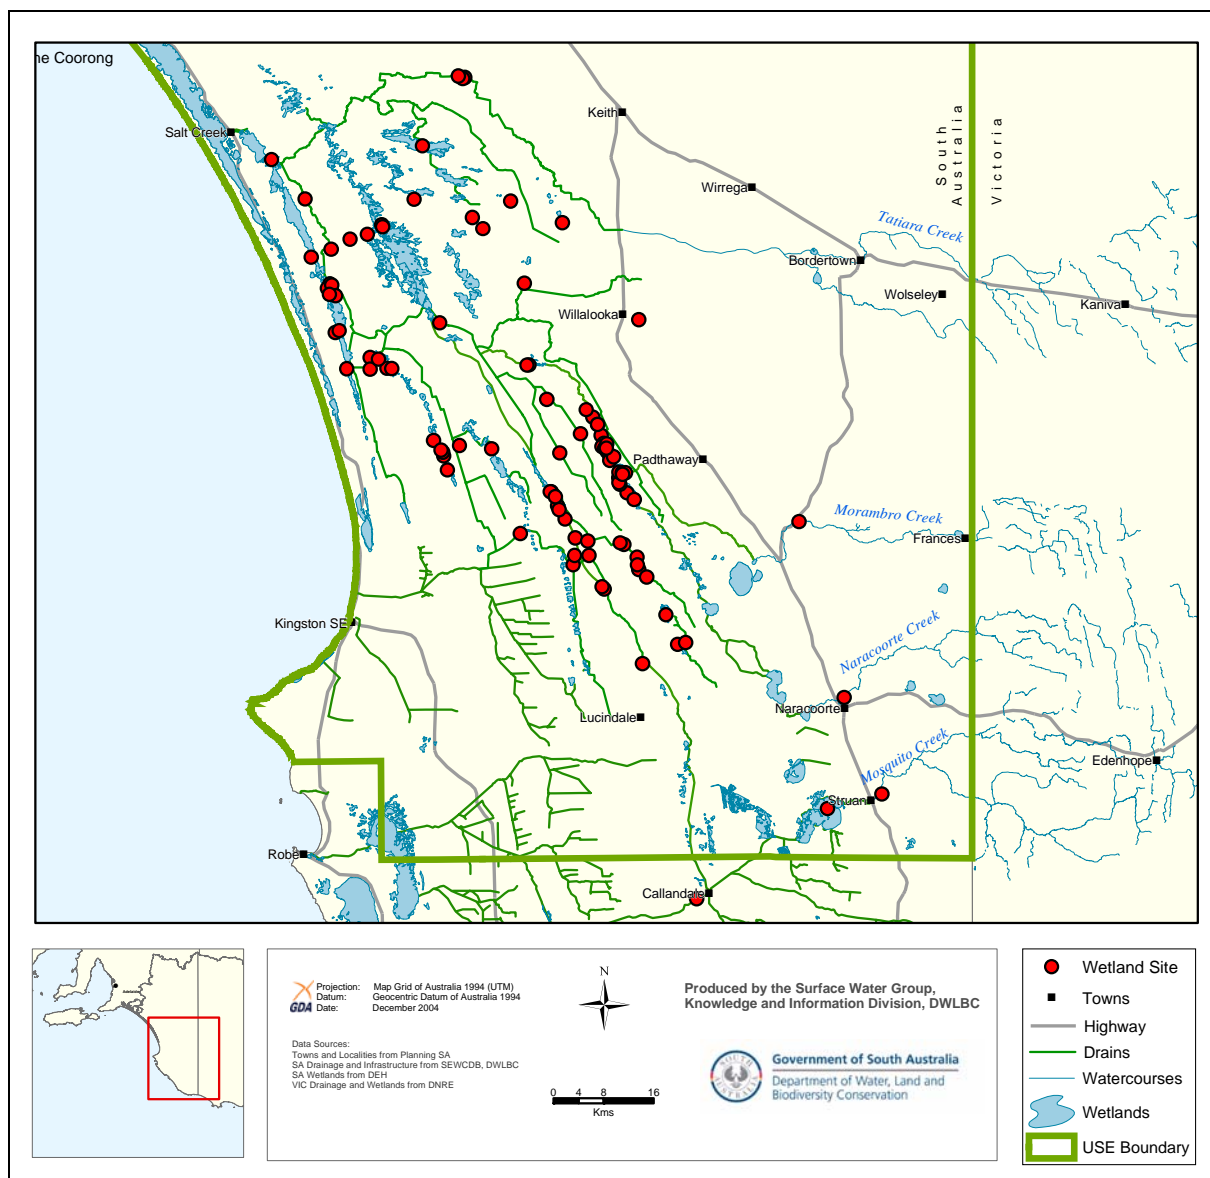 he Coorong
Salt Creek
Keith
Wirrega
South
Australia
Victoria
Tatiara Creek
Bordertown
Wolseley
Kaniva
Willalooka
Padthaway
Morambro Creek
Frances
Kingston SE
Naracoorte Creek
Lucindale
Naracoorte
Mosquito Creek
Edenhope
Struan
Robe
Callandale
Adelaide
GDA
Projection: Map Grid of Australia 1994 (UTM)
Datum: Geocentric Datum of Australia 1994
Date: December 2004
Data Sources:
Towns and Localities from Planning SA
SA Drainage and Infrastructure from SEWCDB, DWLBC
SA Wetlands from DEH
VIC Drainage and Wetlands from DNRE
N
0 4 8 16
Kms
Produced by the Surface Water Group,
Knowledge and Information Division, DWLBC
SOUTH AUSTRALIA
Government of South Australia
Department of Water, Land and
Biodiversity Conservation
Wetland Site
Towns
Highway
Drains
Watercourses
Wetlands
USE Boundary